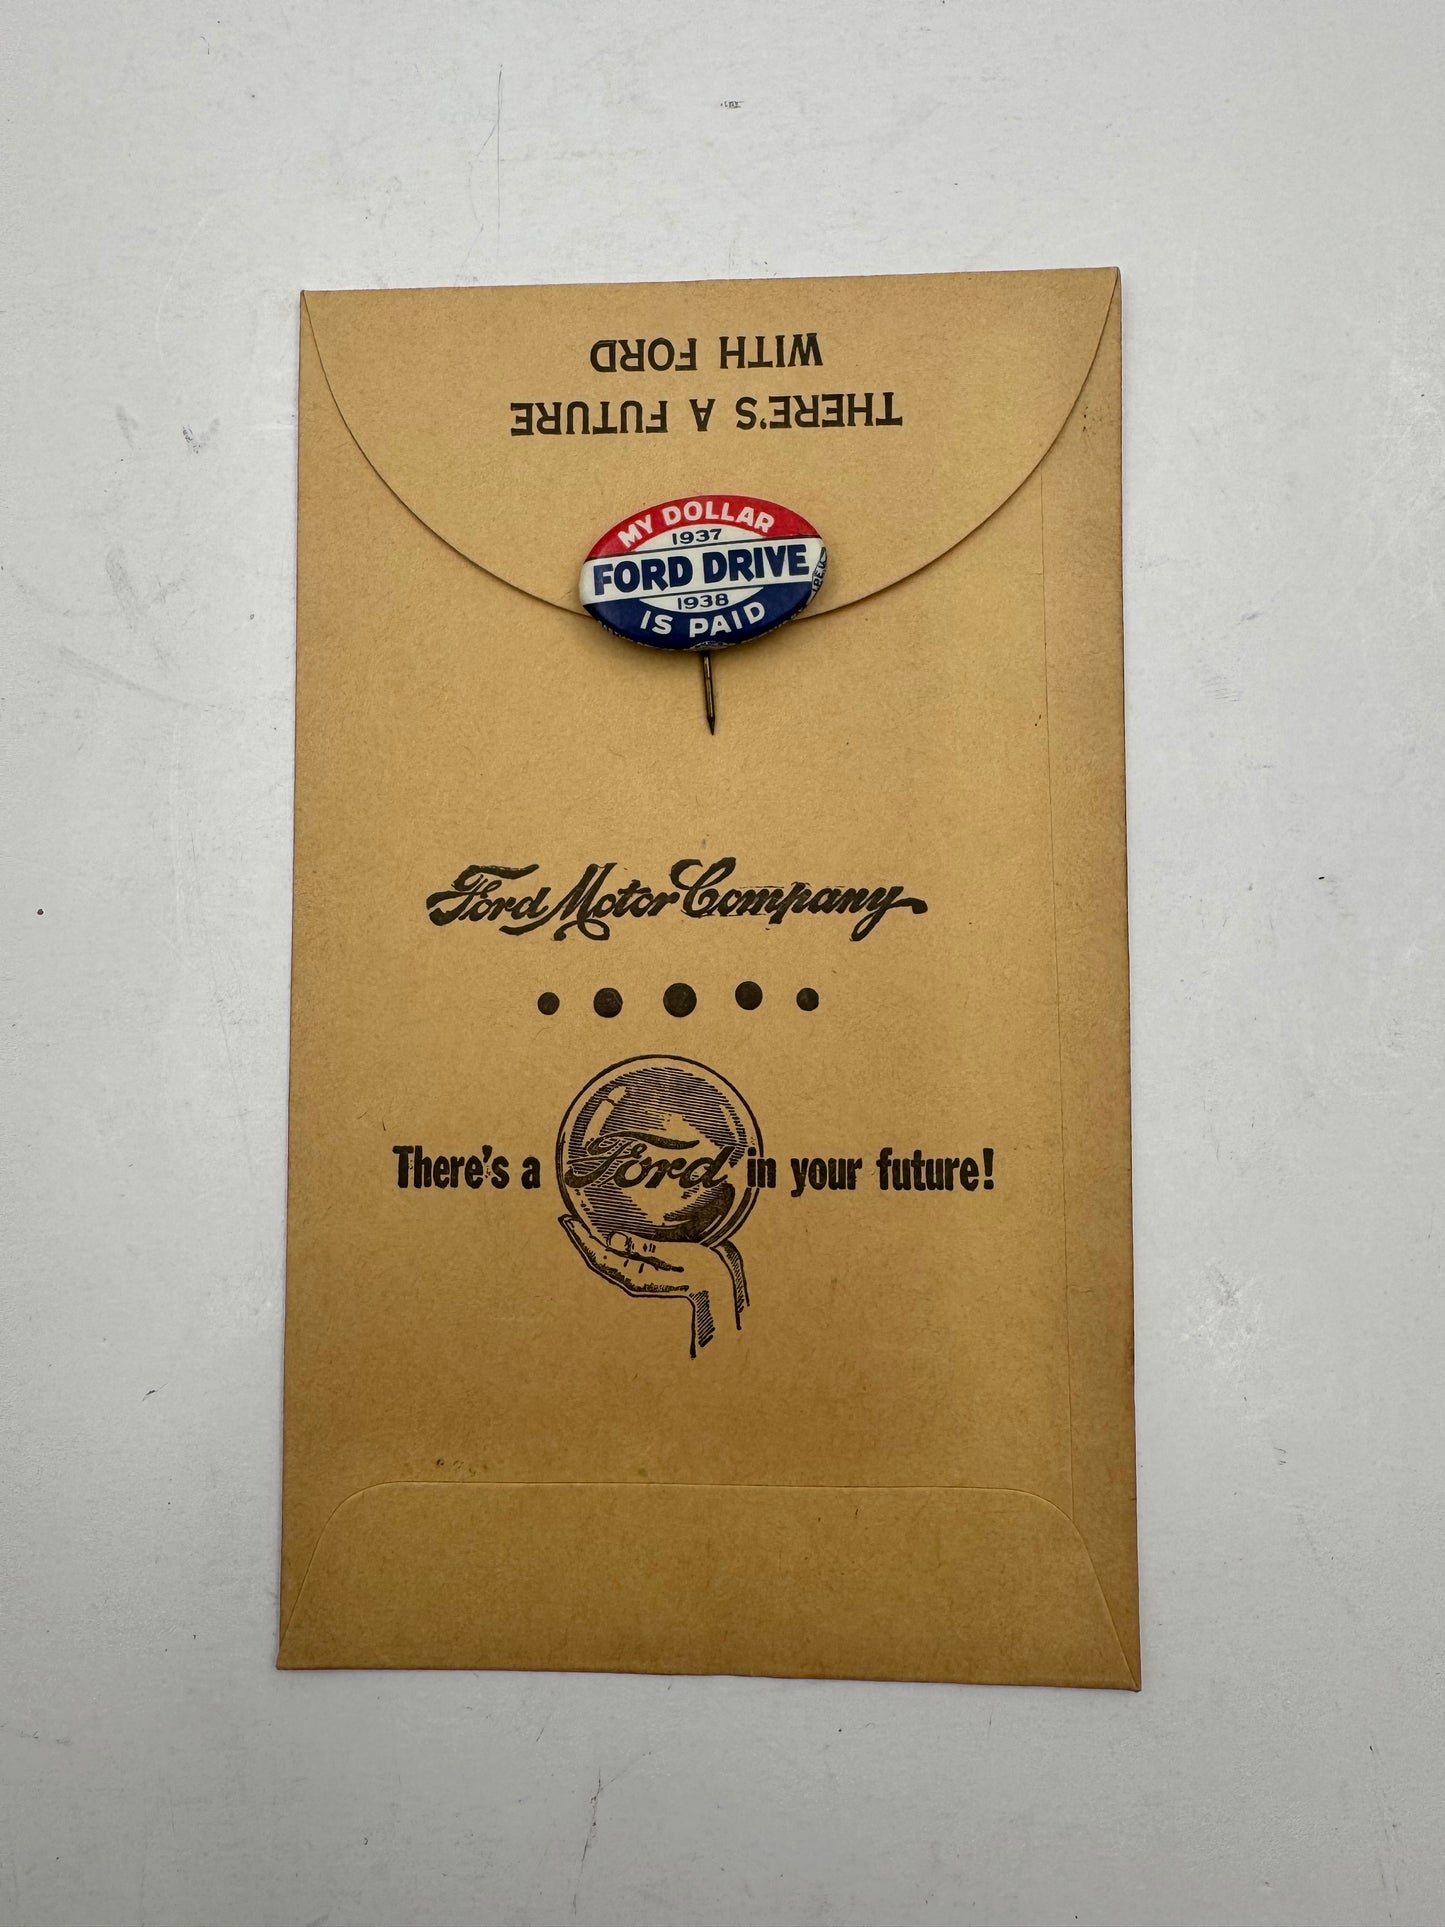 WITH FORD
THERE'S A FUTURE
MY DOLLAR
1937
FORD DRIVE
1938
IS PAID
Ford Motor Company
There's a Ford in your future!